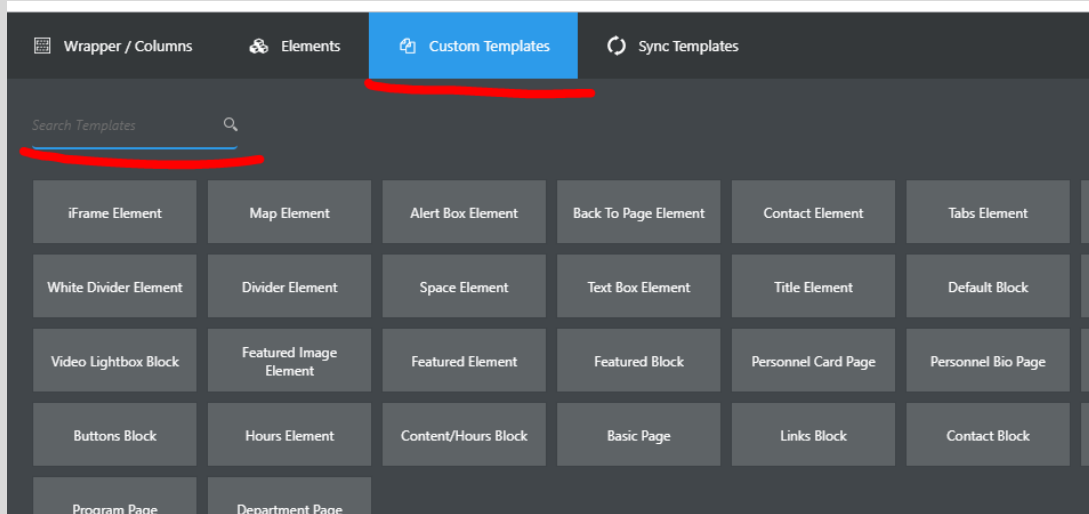 Wrapper / Columns
Elements
Custom Templates
Sync Templates
Search Templates
iFrame Element
Map Element
Alert Box Element
Back To Page Element
Contact Element
Tabs Element
White Divider Element
Divider Element
Space Element
Text Box Element
Title Element
Default Block
Video Lightbox Block
Featured Image
Element
Featured Element
Featured Block
Personnel Card Page
Personnel Bio Page
Buttons Block
Hours Element
Content/Hours Block
Basic Page
Links Block
Contact Block
Program Page
Department Page